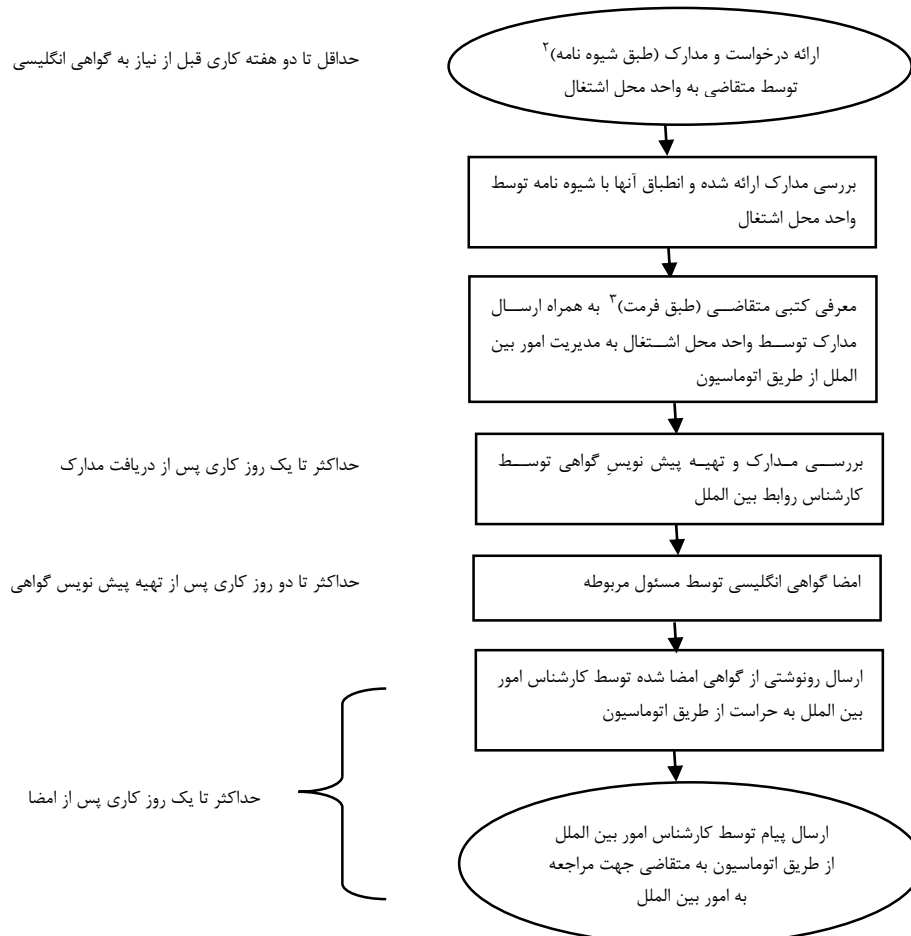 ارائه درخواست و مدارک (طبق شیوه نامه)۲
توسط متقاضی به واحد محل اشتغال
حداقل تا دو هفته کاری قبل از نیاز به گواهی انگلیسی
بررسی مدارک ارائه شده و انطباق آنها با شیوه نامه توسط
واحد محل اشتغال
معرفی کتبی متقاضی (طبق فرمت)۳ به همراه ارسال
مدارک توسط واحد محل اشتغال به مدیریت امور بین
الملل از طریق اتوماسیون
بررسی مدارک و تهیه پیش نویسِ گواهی توسط
کارشناس روابط بین الملل
حداکثر تا یک روز کاری پس از دریافت مدارک
امضا گواهی انگلیسی توسط مسئول مربوطه
حداکثر تا دو روز کاری پس از تهیه پیش نویس گواهی
ارسال رونوشتی از گواهی امضا شده توسط کارشناس امور
بین الملل به حراست از طریق اتوماسیون
حداکثر تا یک روز کاری پس از امضا
ارسال پیام توسط کارشناس امور بین الملل
از طریق اتوماسیون به متقاضی جهت مراجعه
به امور بین الملل